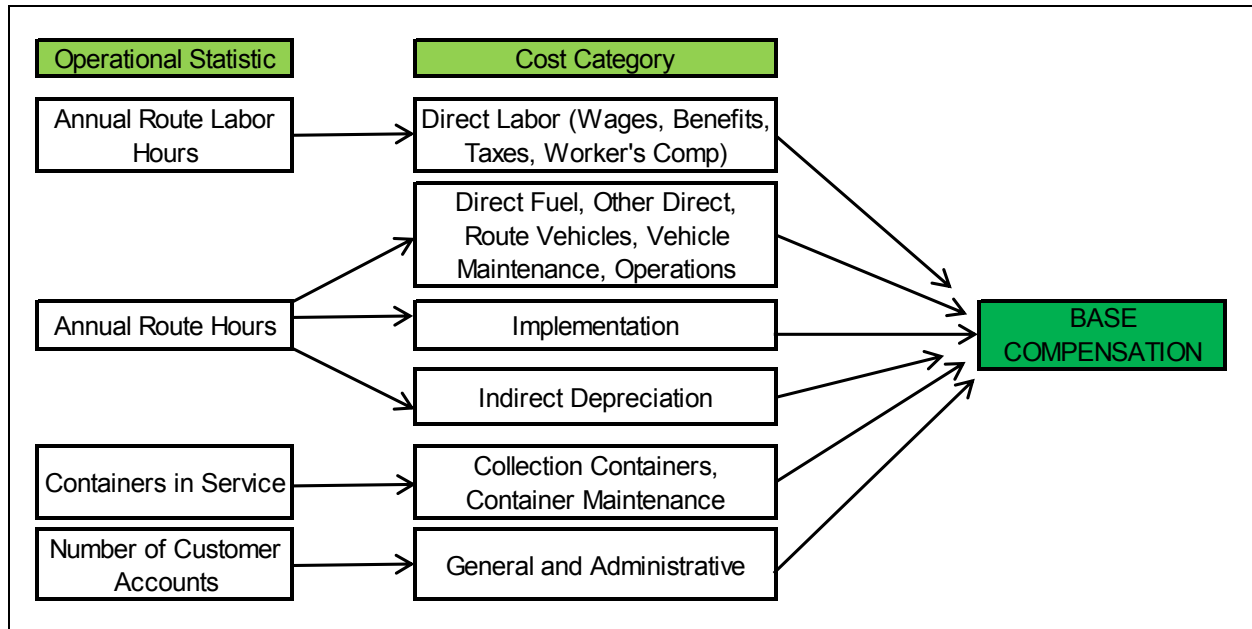 Operational Statistic
Cost Category
Annual Route Labor
Hours
Direct Labor (Wages, Benefits,
Taxes, Worker's Comp)
Direct Fuel, Other Direct,
Route Vehicles, Vehicle
Maintenance, Operations
Annual Route Hours
Implementation
BASE
COMPENSATION
Indirect Depreciation
Containers in Service
Collection Containers,
Container Maintenance
Number of Customer
Accounts
General and Administrative